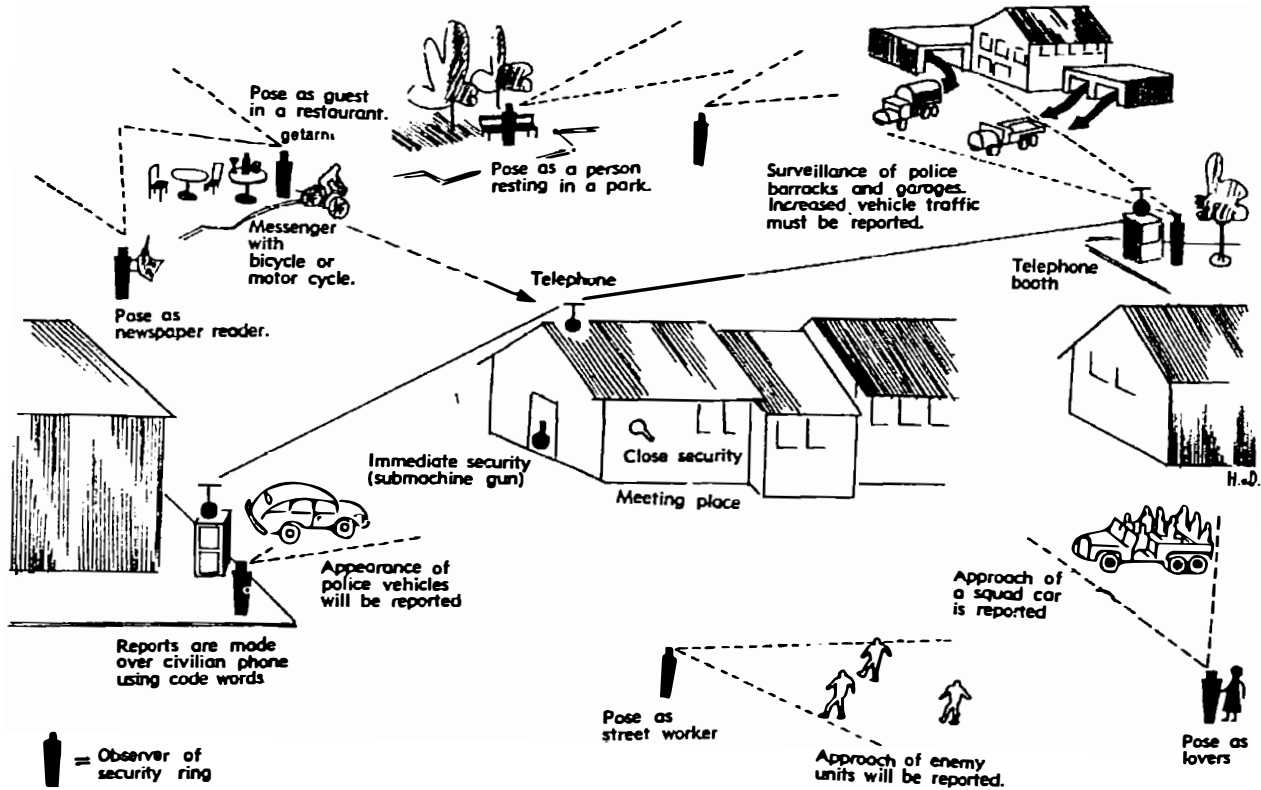 Pose as guest
in a restaurant.
getarnt
Pose as a person
resting in a park.
Surveillance of police
barracks and garages.
Increased vehicle traffic
must be reported.
Messenger
with
bicycle or
motor cycle.
Telephone
Telephone
booth
Pose as
newspaper reader.
Immediate security
(submachine gun)
Close security
Meeting place
H.v.D.
Appearance of
police vehicles
will be reported
Approach of
a squad car
is reported
Reports are made
over civilian phone
using code words
Pose as
street worker
Approach of enemy
units will be reported.
Pose as
lovers
= Observer of
security ring